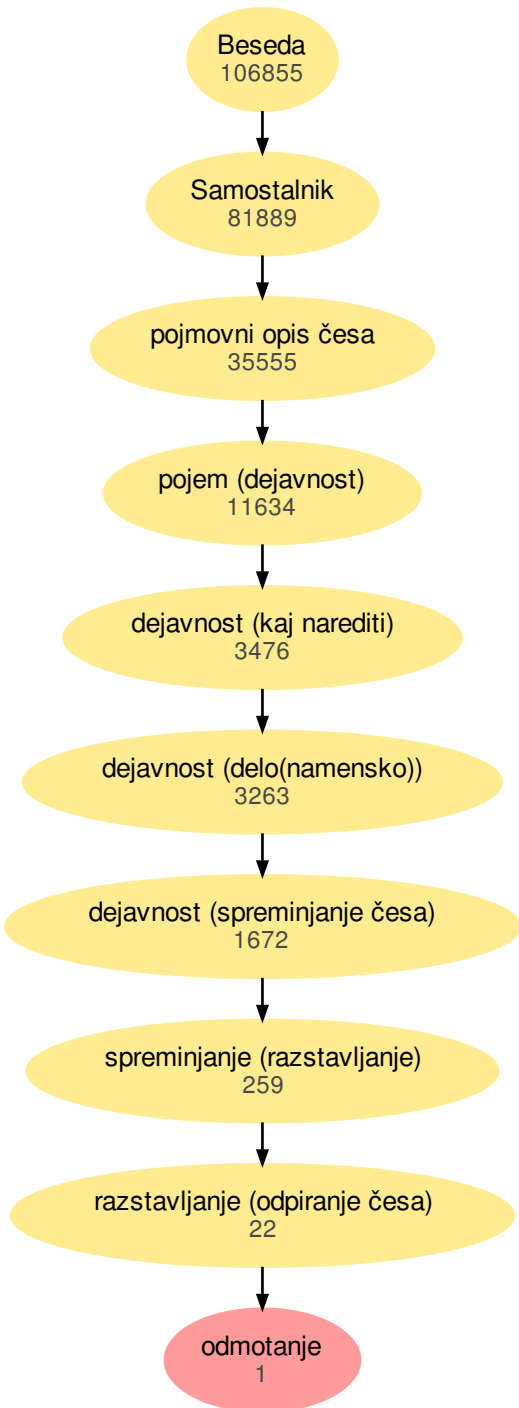 Beseda
106855
Samostalnik
81889
pojmovni opis česa
35555
pojem (dejavnost)
11634
dejavnost (kaj narediti)
3476
dejavnost (delo(namensko))
3263
dejavnost (spreminjanje česa)
1672
spreminjanje (razstavljanje)
259
razstavljanje (odpiranje česa)
22
odmotanje
1